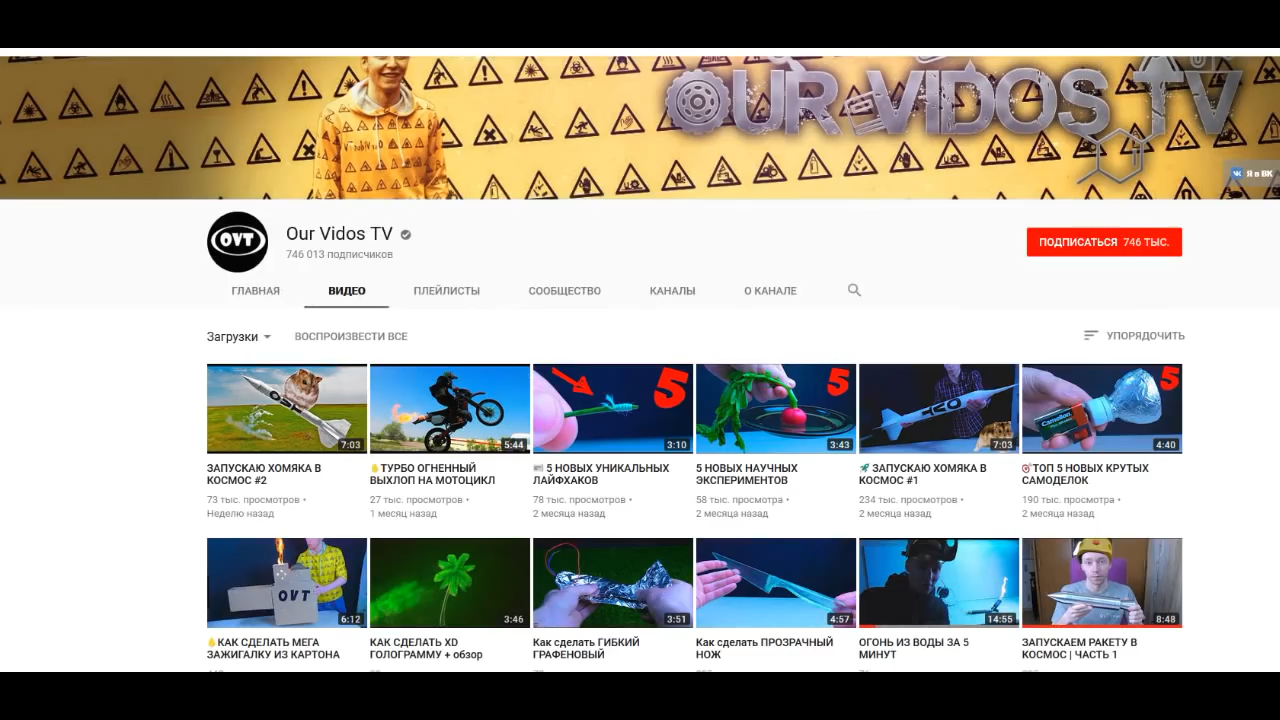 OUR VIDOS TV
Я в ВК
OVT
Our Vidos TV
746 013 подписчиков
ПОДПИСАТЬСЯ 746 ТЫС.
ГЛАВНАЯ
ВИДЕО
ПЛЕЙЛИСТЫ
СООБЩЕСТВО
КАНАЛЫ
О КАНАЛЕ
Загрузки
ВОСПРОИЗВЕСТИ ВСЕ
УПОРЯДОЧИТЬ
7:03
5:44
5
3:10
5
3:43
7:03
5
Camelion
4:40
ЗАПУСКАЮ ХОМЯКА В
КОСМОС #2
73 тыс. просмотров •
Неделю назад
ТУРБО ОГНЕННЫЙ
ВЫХЛОП НА МОТОЦИКЛ
27 тыс. просмотров •
1 месяц назад
5 НОВЫХ УНИКАЛЬНЫХ
ЛАЙФХАКОВ
78 тыс. просмотров •
2 месяца назад
5 НОВЫХ НАУЧНЫХ
ЭКСПЕРИМЕНТОВ
58 тыс. просмотра •
2 месяца назад
ЗАПУСКАЮ ХОМЯКА В
КОСМОС #1
234 тыс. просмотров •
2 месяца назад
ТОП 5 НОВЫХ КРУТЫХ
САМОДЕЛОК
190 тыс. просмотра •
2 месяца назад
OVT
6:12
3:46
3:51
4:57
14:55
8:48
КАК СДЕЛАТЬ МЕГА
ЗАЖИГАЛКУ ИЗ КАРТОНА
КАК СДЕЛАТЬ XD
ГОЛОГРАММУ + обзор
Как сделать ГИБКИЙ
ГРАФЕНОВЫЙ
Как сделать ПРОЗРАЧНЫЙ
НОЖ
ОГОНЬ ИЗ ВОДЫ ЗА 5
МИНУТ
ЗАПУСКАЕМ РАКЕТУ В
КОСМОС | ЧАСТЬ 1